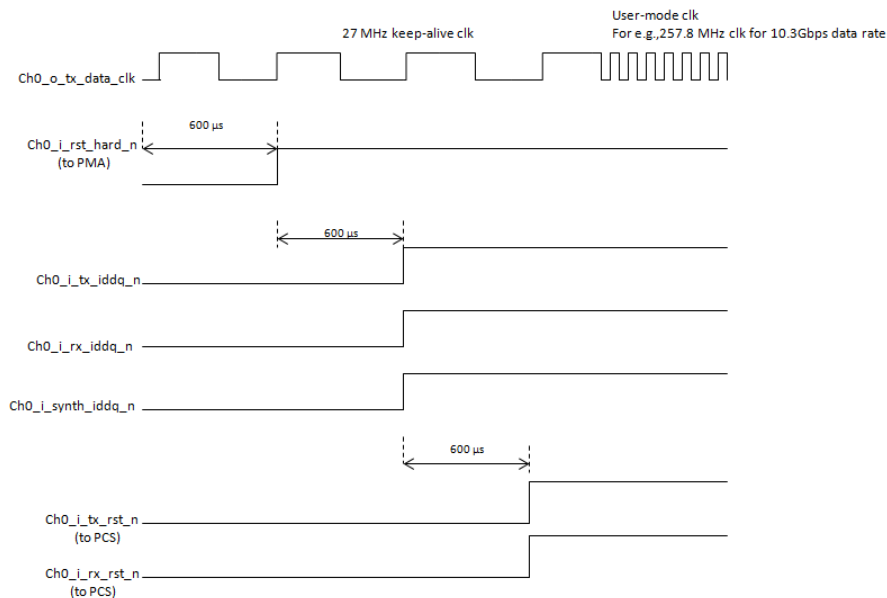 27 MHz keep-alive clk
User-mode clk
For e.g.,257.8 MHz clk for 10.3Gbps data rate
Ch0_o_tx_data_clk
600 µs
Ch0_i_rst_hard_n
(to PMA)
600 µs
Ch0_i_tx_iddq_n
Ch0_i_rx_iddq_n
Ch0_i_synth_iddq_n
600 µs
Ch0_i_tx_rst_n
(to PCS)
Ch0_i_rx_rst_n
(to PCS)